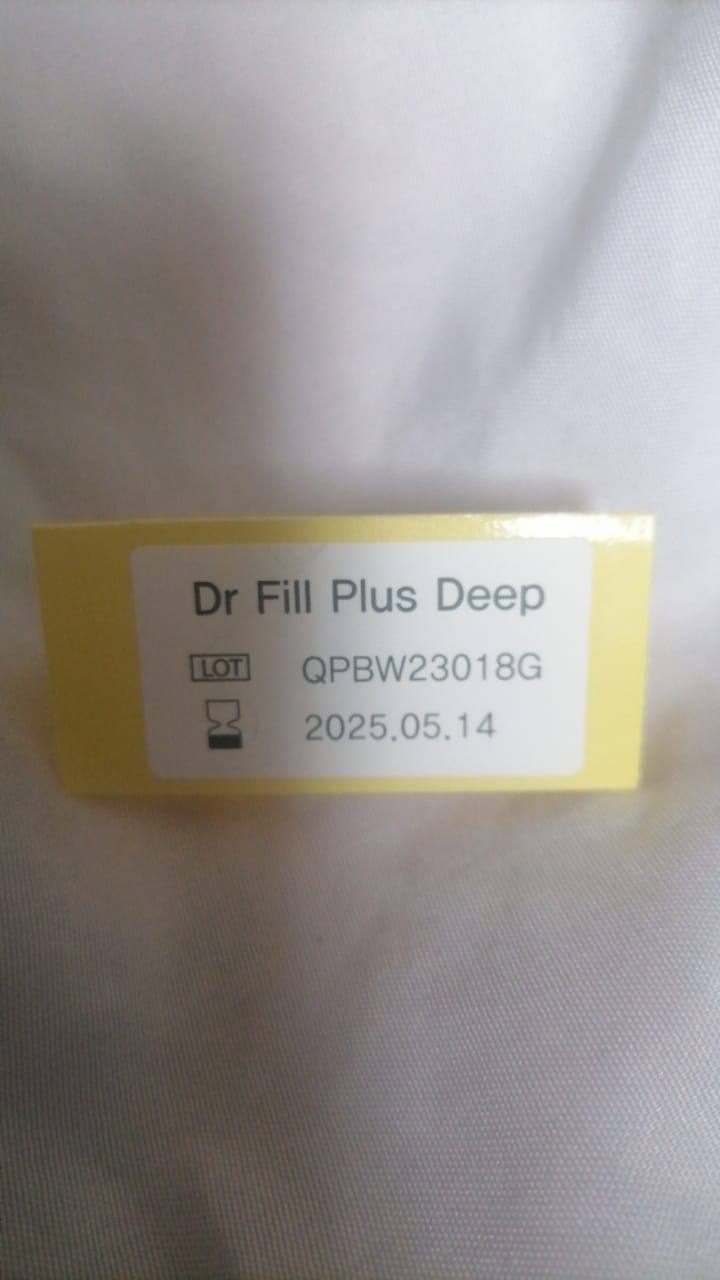 Dr Fill Plus Deep
LOT QPBW23018G
2025.05.14